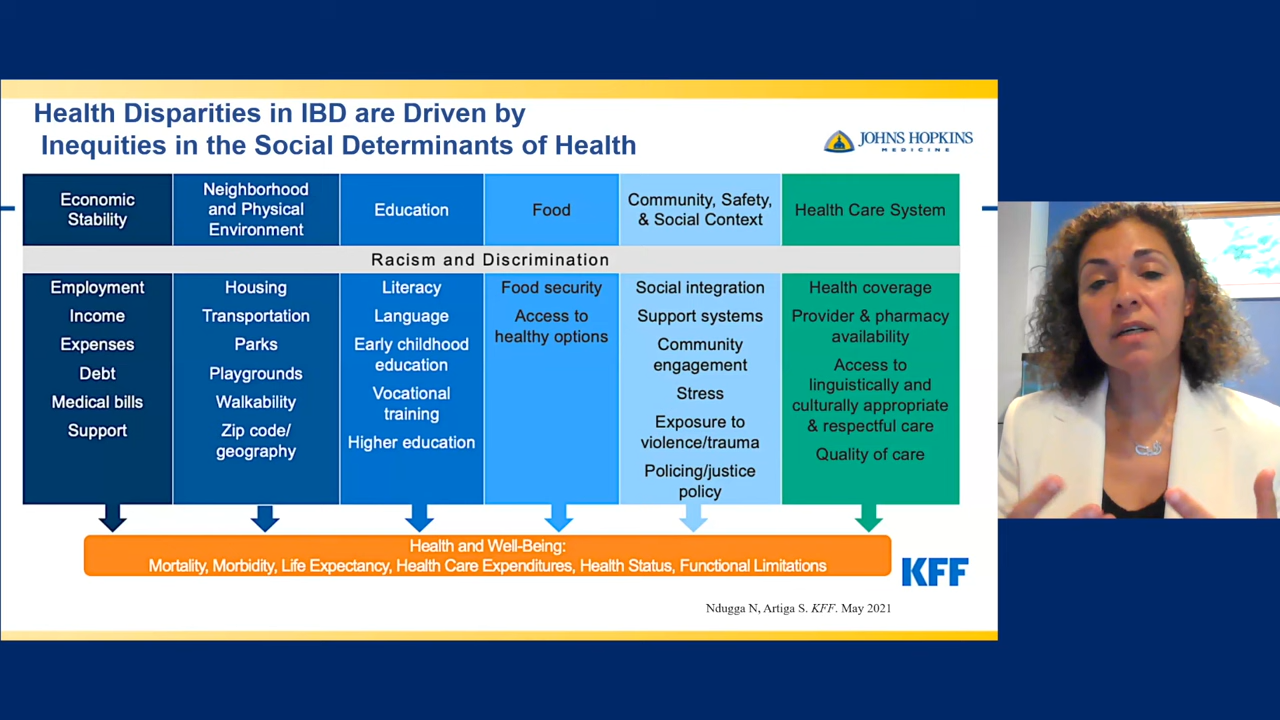 Health Disparities in IBD are Driven by
Inequities in the Social Determinants of Health
JOHNS HOPKINS
MEDICINE
Economic
Stability
Neighborhood
and Physical
Environment
Education
Food
Community, Safety,
& Social Context
Health Care System
Racism and Discrimination
Employment
Income
Expenses
Debt
Medical bills
Support
Housing
Transportation
Parks
Playgrounds
Walkability
Zip code/
geography
Literacy
Language
Early childhood
education
Vocational
training
Higher education
Food security
Access to
healthy options
Social integration
Support systems
Community
engagement
Stress
Exposure to
violence/trauma
Policing/justice
policy
Health coverage
Provider & pharmacy
availability
Access to
linguistically and
culturally appropriate
& respectful care
Quality of care
Health and Well-Being:
Mortality, Morbidity, Life Expectancy, Health Care Expenditures, Health Status, Functional Limitations
KFF
Ndugga N, Artiga S. KFF. May 2021